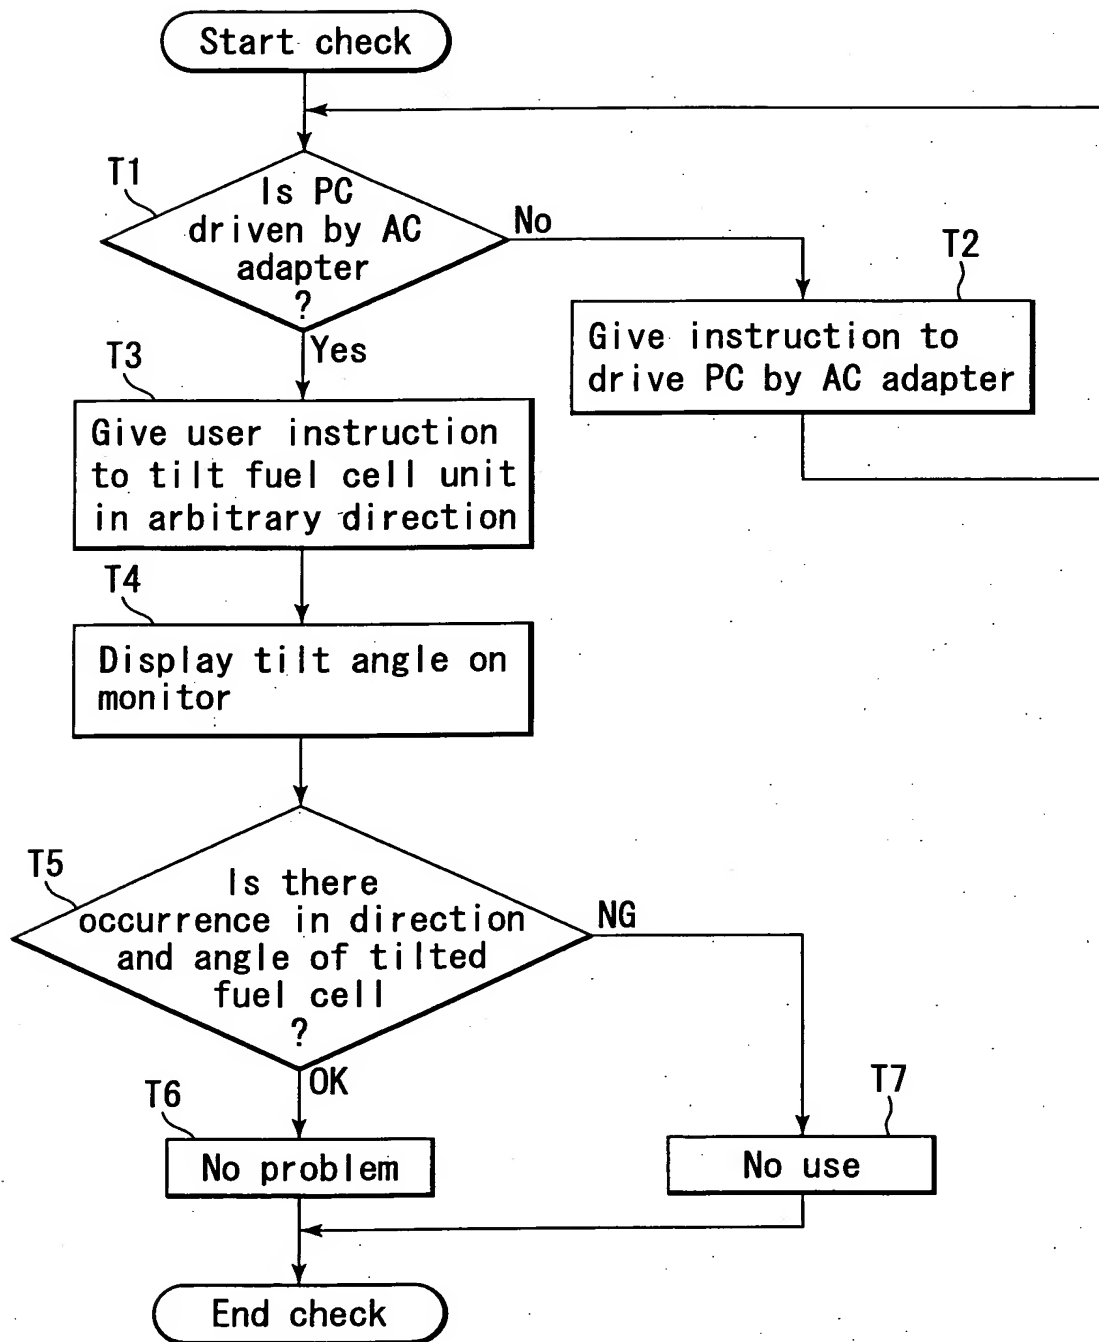 Start check
T1
Is PC
driven by AC
adapter
?
No
Yes
T2
Give instruction to
drive PC by AC adapter
T3
Give user instruction
to tilt fuel cell unit
in arbitrary direction
T4
Display tilt angle on
monitor
T5
Is there
occurrence in direction
and angle of tilted
fuel cell
?
NG
OK
T6
No problem
T7
No use
End check